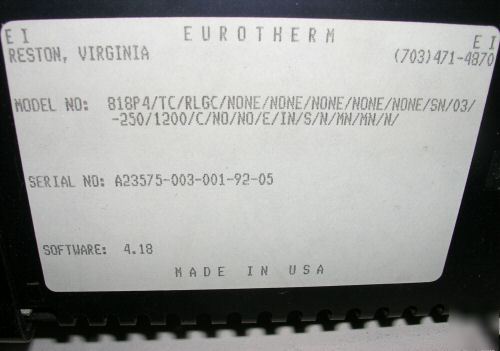 EI EUROTHERM EI
RESTON, VIRGINIA (703)471-4870
MODEL NO: 818P4/TC/RLGC/NONE/NONE/NONE/NONE/NONE/SN/03/
-250/1200/C/NO/NO/E/IN/S/N/MN/MN/N/
SERIAL NO: A23575-003-001-92-05
SOFTWARE: 4.18
MADE IN USA